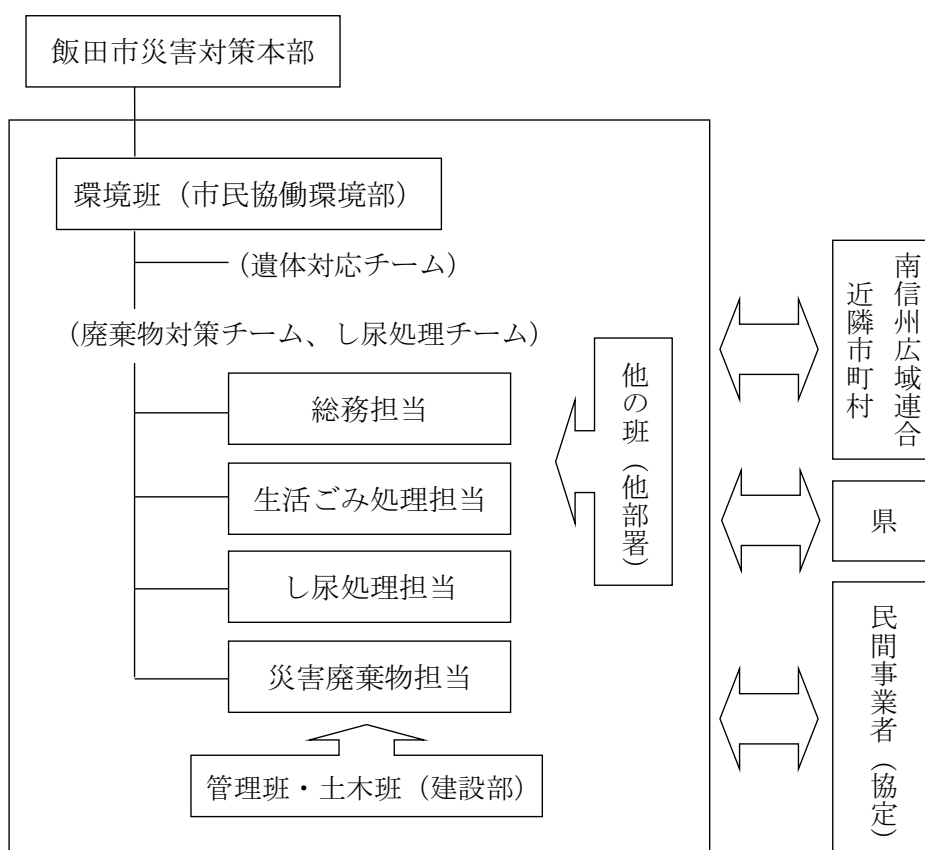 飯田市災害対策本部
環境班（市民協働環境部）
（遺体対応チーム）
（廃棄物対策チーム、し尿処理チーム）
総務担当
生活ごみ処理担当
し尿処理担当
災害廃棄物担当
管理班・土木班（建設部）
他の班（他部署）
南信州広域連合
近隣市町村
県
民間事業者（協定）